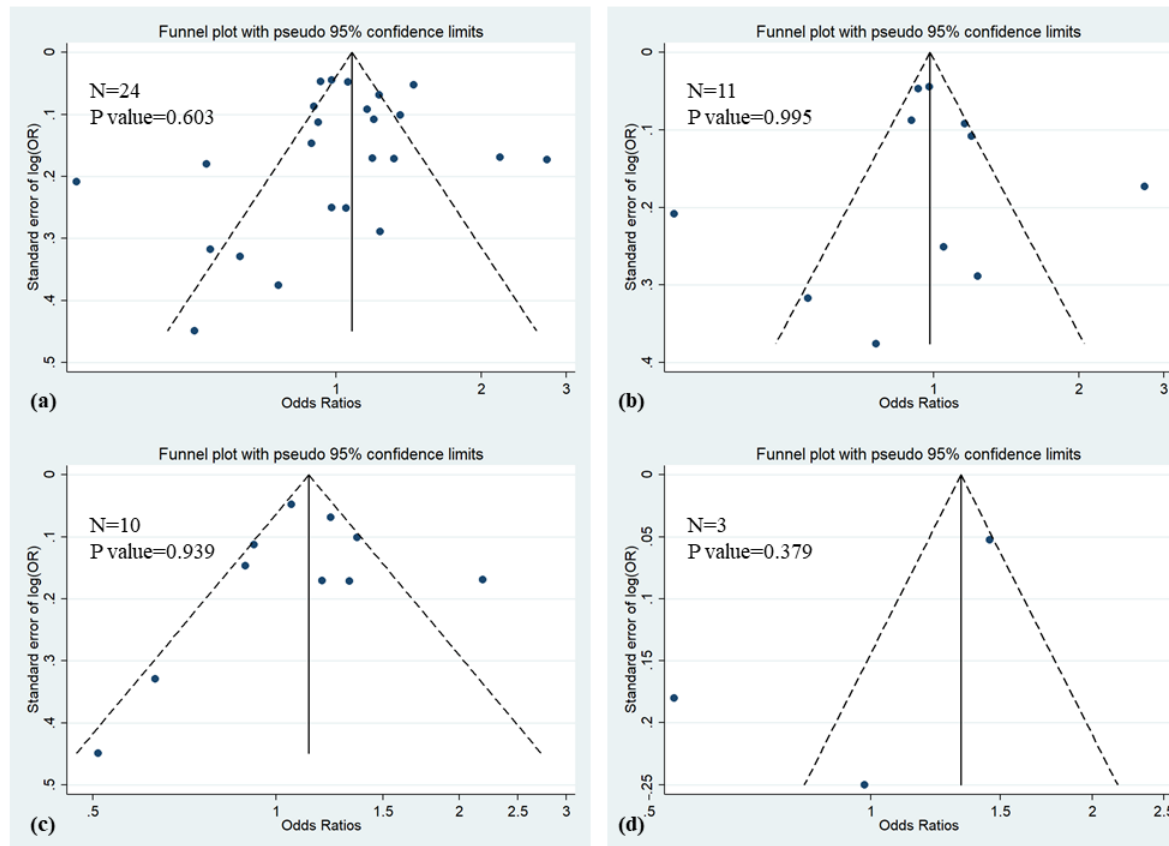 Funnel plot with pseudo 95% confidence limits
N=24
P value=0.603
Standard error of log(OR)
0
.1
.2
.3
.4
.5
1
2
3
Odds Ratios
(a)
Funnel plot with pseudo 95% confidence limits
N=11
P value=0.995
Standard error of log(OR)
0
.1
.2
.3
.4
1
2
3
Odds Ratios
(b)
Funnel plot with pseudo 95% confidence limits
N=10
P value=0.939
Standard error of log(OR)
0
.1
.2
.3
.4
.5
.5
1
1.5
2
2.5
3
Odds Ratios
(c)
Funnel plot with pseudo 95% confidence limits
N=3
P value=0.379
Standard error of log(OR)
0
.05
.1
.15
.2
.25
.5
1
1.5
2
2.5
Odds Ratios
(d)